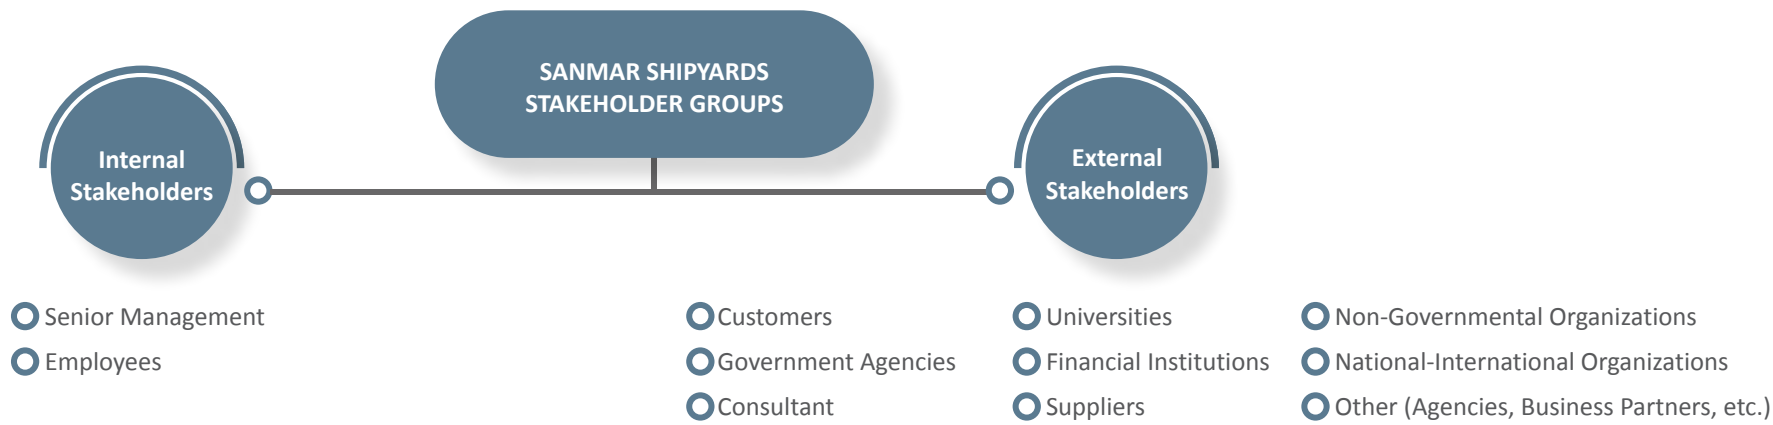 SANMAR SHIPYARDS
STAKEHOLDER GROUPS
Internal
Stakeholders
External
Stakeholders
Senior Management
Employees
Customers
Government Agencies
Consultant
Universities
Financial Institutions
Suppliers
Non-Governmental Organizations
National-International Organizations
Other (Agencies, Business Partners, etc.)